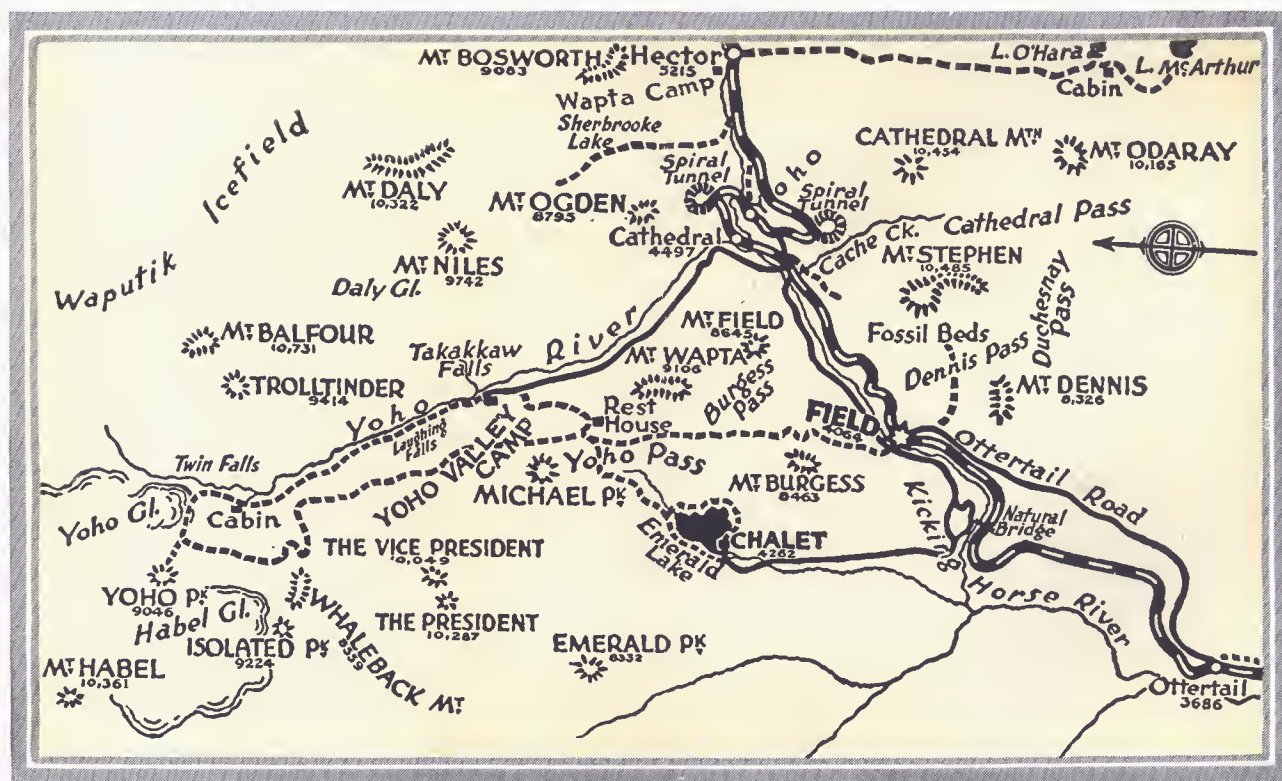 MT BOSWORTH
9083
Hector
5215
L. O'Hara
L. McArthur
Cabin
Wapta Camp
Sherbrooke
Lake
Waputik Icefield
MT DALY
10,322
Spiral
Tunnel
Yoho
Spiral
Tunnel
CATHEDRAL MTN
10,454
MT ODARAY
10,165
MT OGDEN
8795
Cathedral
4497
Cache Ck.
Cathedral Pass
MT NILES
9742
Daly Gl.
MT STEPHEN
10,485
Duchesnay
Pass
MT BALFOUR
10,731
Takakkaw
Falls
River
MT FIELD
8645
Fossil Beds
Dennis Pass
TROLLTINDER
9414
MT WAPTA
9106
Burgess
Pass
MT DENNIS
8,326
Yoho
Laughing
Falls
Rest
House
FIELD
4064
Twin Falls
YOHO VALLEY
CAMP
Yoho Pass
Ottertail Road
Yoho Gl.
Cabin
MICHAEL PK
MT BURGESS
8463
Kicking
Horse River
Natural
Bridge
THE VICE PRESIDENT
10,049
Emerald
Lake
CHALET
4262
YOHO PK
9046
Habel Gl.
WHALEBACK MT
8359
THE PRESIDENT
10,287
ISOLATED PK
9224
EMERALD PK
8332
MT HABEL
10,361
Ottertail
3686